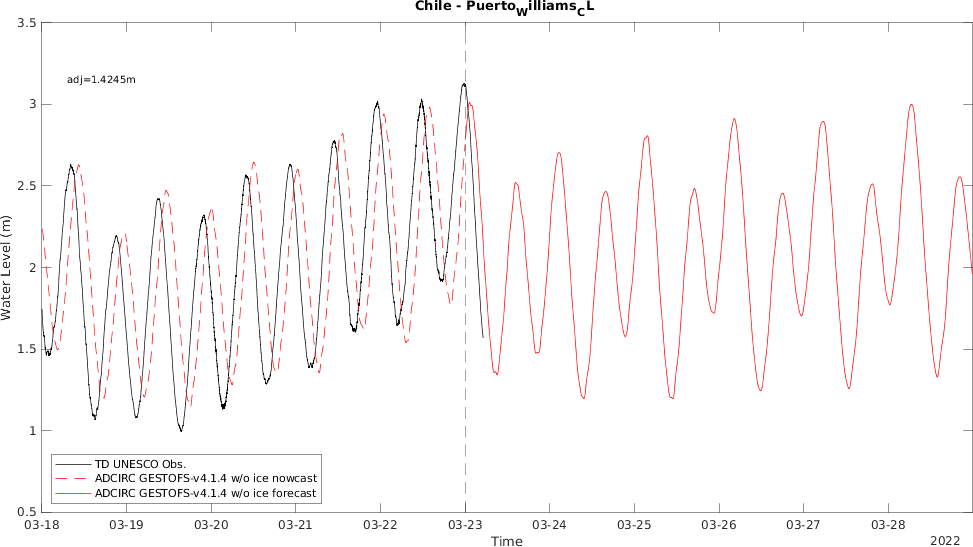 Chile - Puerto_Williams_CL
3.5
adj=1.4245m
3
2.5
Water Level (m)
2
1.5
1
TD UNESCO Obs.
ADCIRC GESTOFS-v4.1.4 w/o ice nowcast
ADCIRC GESTOFS-v4.1.4 w/o ice forecast
0.5
03-18 03-19 03-20 03-21 03-22 03-23 03-24 03-25 03-26 03-27 03-28
Time
2022